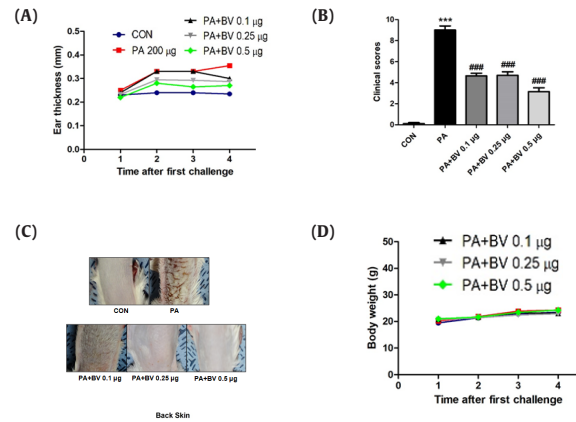 (A)
CON
PA 200 μg
PA+BV 0.1 μg
PA+BV 0.25 μg
PA+BV 0.5 μg
Ear thickness (mm)
0.4
0.3
0.2
0.1
0.0
0 1 2 3 4
Time after first challenge
(B)
Clinical scores
10
8
6
4
2
0
***
###
###
###
CON
PA
PA+BV 0.1 μg
PA+BV 0.25 μg
PA+BV 0.5 μg
(C)
CON PA
PA+BV 0.1 μg PA+BV 0.25 μg PA+BV 0.5 μg
Back Skin
(D)
PA+BV 0.1 μg
PA+BV 0.25 μg
PA+BV 0.5 μg
Body weight (g)
50
40
30
20
10
0
0 1 2 3 4
Time after first challenge